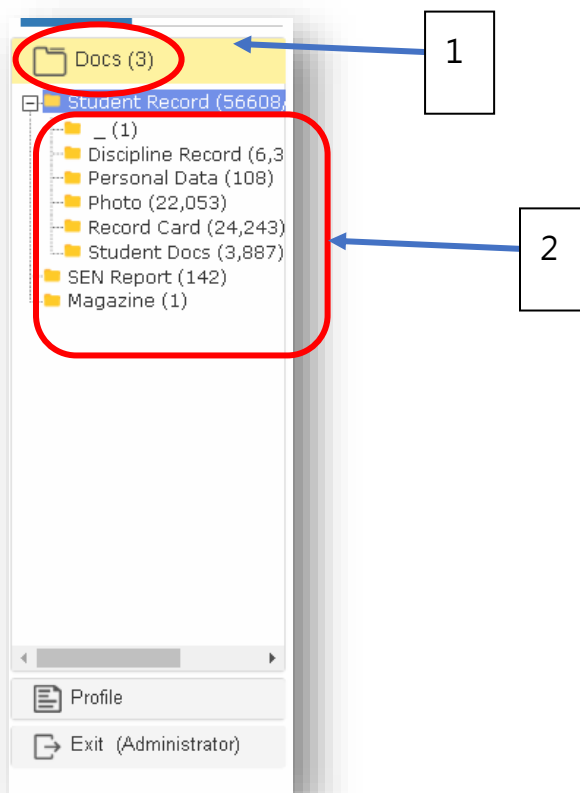 Docs (3)
1
Student Record (56608,
_ (1)
Discipline Record (6,3
Personal Data (108)
Photo (22,053)
Record Card (24,243)
Student Docs (3,887)
2
SEN Report (142)
Magazine (1)
Profile
Exit (Administrator)